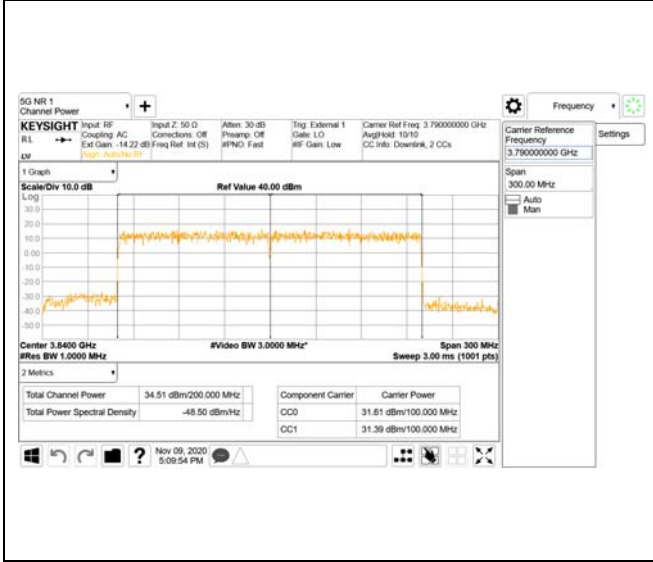 5G NR 1
Channel Power
Frequency
KEYSIGHT
Input: RF
Input Z: 50 Ω
Atten: 30 dB
Trig: External 1
Carrier Ref Freq: 3.790000000 GHz
R L
Coupling: AC
Corrections: Off
Preamp: Off
Gate: LO
Avg|Hold: 10/10
Ext Gain: -14.22 dB
Freq Ref: Int (S)
#PNO: Fast
#IF Gain: Low
CC Info: Downlink, 2 CCs
Align: Auto/No RF
Carrier Reference
Frequency
3.790000000 GHz
Settings
Span
300.00 MHz
Auto
Man
1 Graph
Scale/Div 10.0 dB
Ref Value 40.00 dBm
Log
30.0
20.0
10.0
0.00
-10.0
-20.0
-30.0
-40.0
-50.0
Center 3.8400 GHz
#Video BW 3.0000 MHz*
Span 300 MHz
#Res BW 1.0000 MHz
Sweep 3.00 ms (1001 pts)
2 Metrics
Total Channel Power
34.51 dBm/200.000 MHz
Total Power Spectral Density
-48.50 dBm/Hz
Component Carrier
Carrier Power
CC0
31.61 dBm/100.000 MHz
CC1
31.39 dBm/100.000 MHz
?
Nov 09, 2020
5:09:54 PM